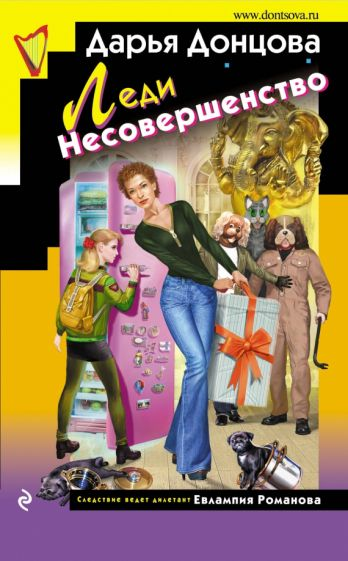 www.dontsova.ru
Дарья Донцова
Леди
Несовершенство
Следствие ведет дилетант Евлампия Романова